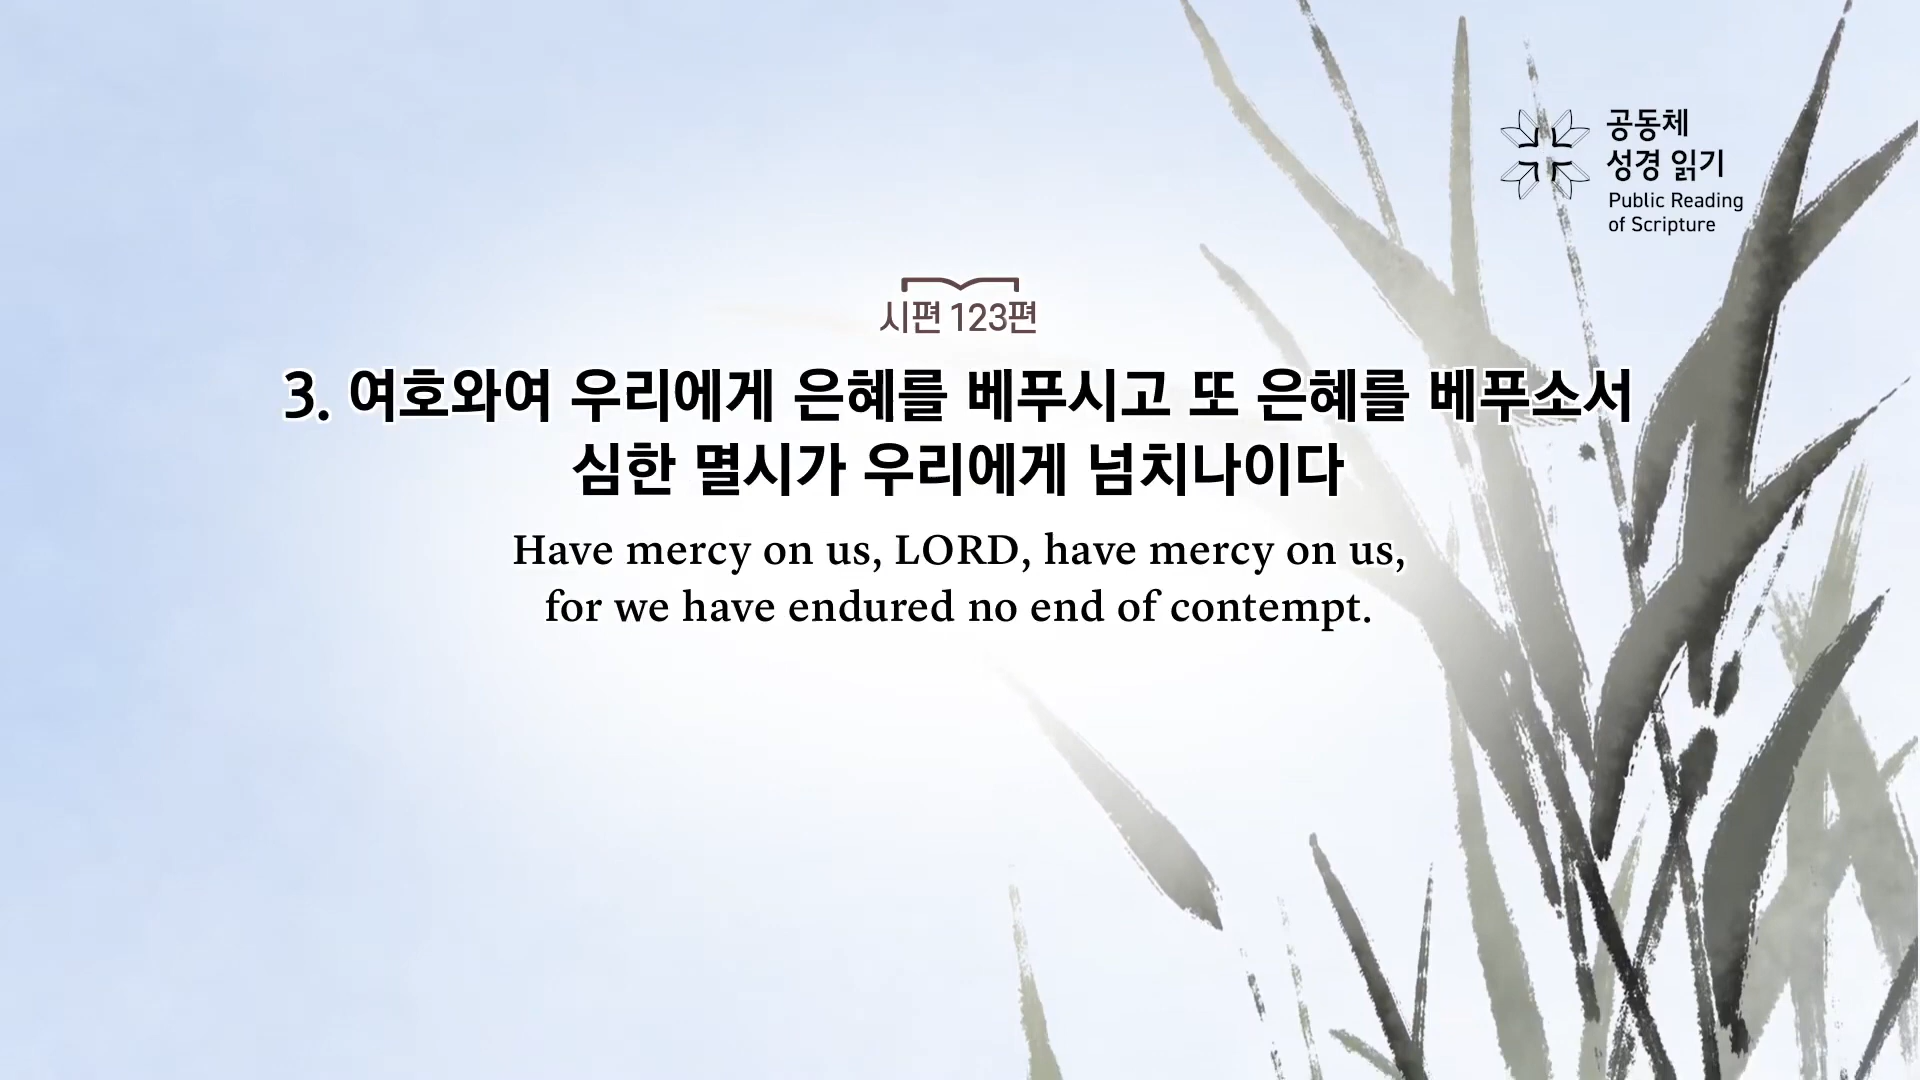 공동체
성경 읽기
Public Reading
of Scripture
시편 123편
3. 여호와여 우리에게 은혜를 베푸시고 또 은혜를 베푸소서
심한 멸시가 우리에게 넘치나이다
Have mercy on us, LORD, have mercy on us,
for we have endured no end of contempt.